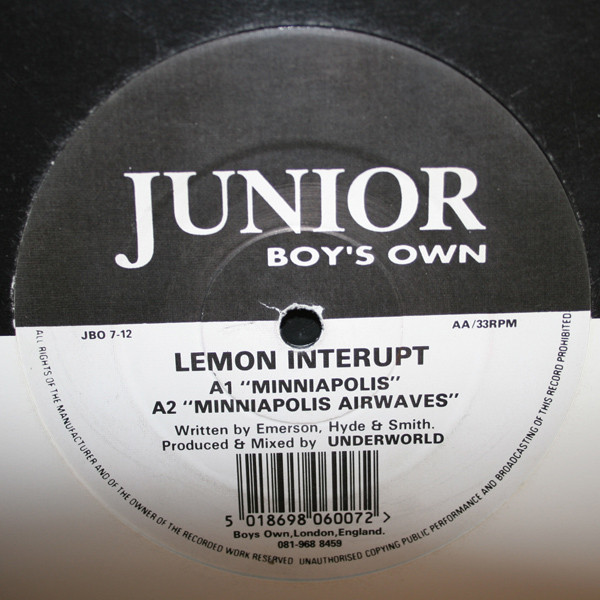 JUNIOR
BOY'S OWN
JBO 7-12
AA/33RPM
LEMON INTERUPT
A1 "MINNIAPOLIS"
A2 "MINNIAPOLIS AIRWAVES"
Written by Emerson, Hyde & Smith.
Produced & Mixed by UNDERWORLD
5 018698 060072 >
Boys Own,London,England.
081-968 8459
ALL RIGHTS OF THE MANUFACTURER AND OF THE OWNER OF THE RECORDED WORK RESERVED UNAUTHORISED COPYING PUBLIC PERFORMANCE AND BROADCASTING OF THIS RECORD PROHIBITED